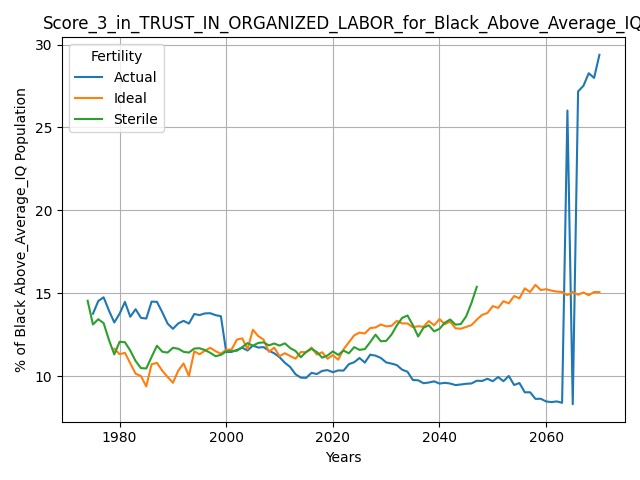 Score_3_in_TRUST_IN_ORGANIZED_LABOR_for_Black_Above_Average_IQ
Fertility
Actual
Ideal
Sterile
% of Black Above_Average_IQ Population
30
25
20
15
10
1980
2000
2020
2040
2060
Years